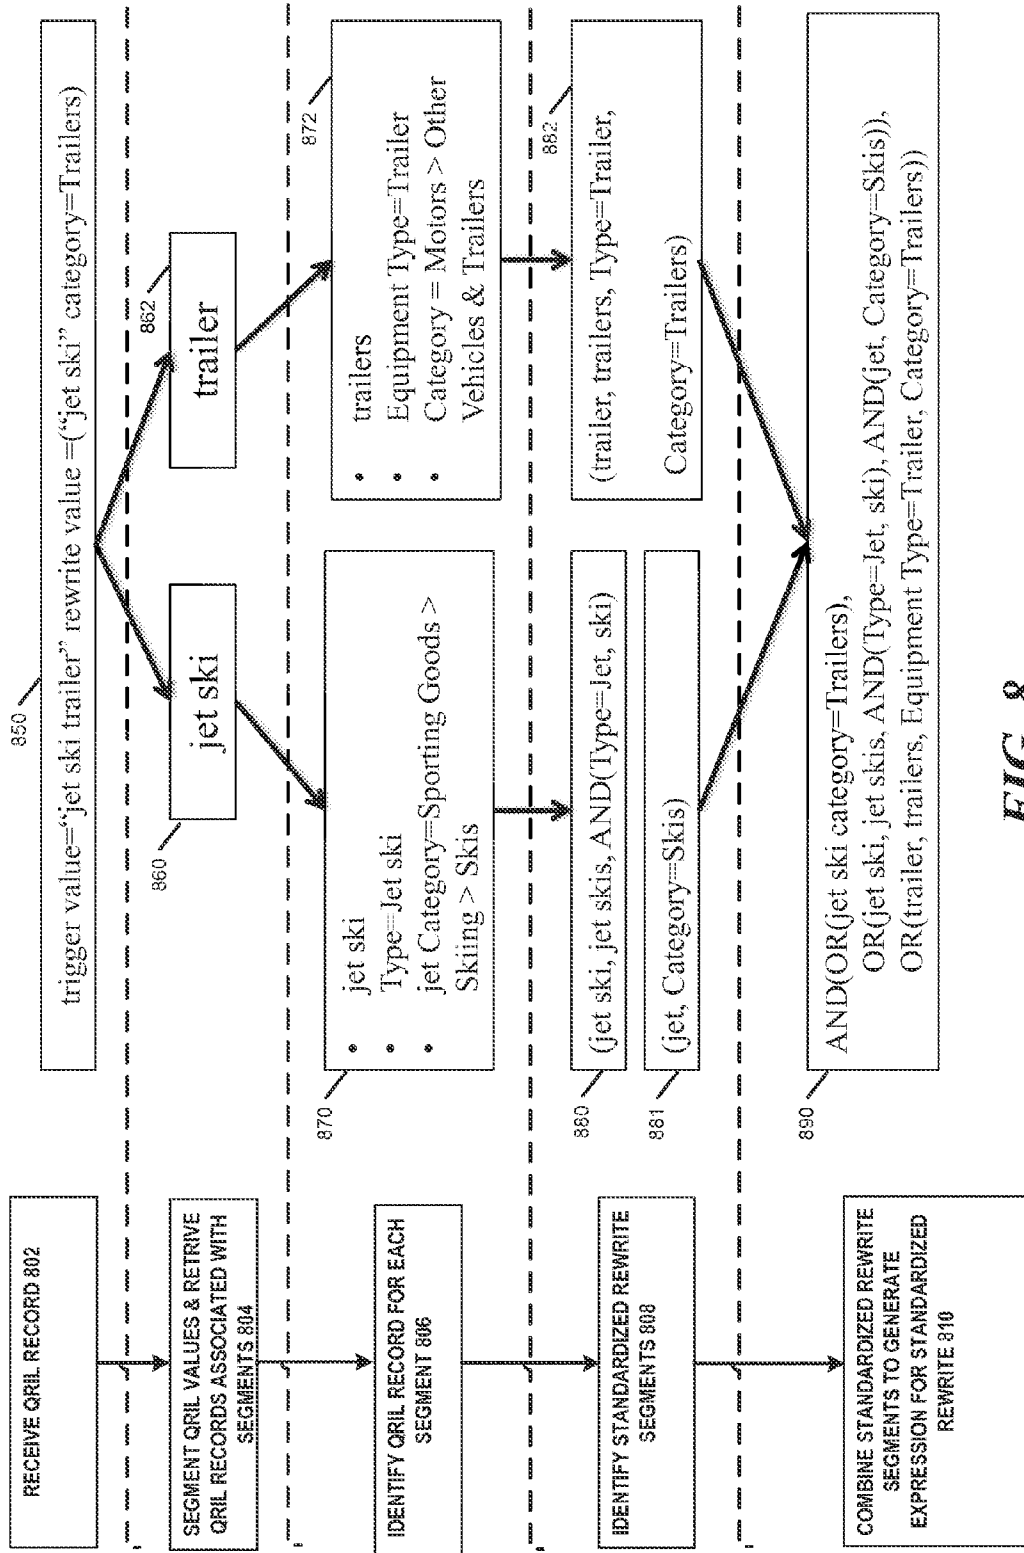 RECEIVE QRIL RECORD 802
850
trigger value=“jet ski trailer” rewrite value =(“jet ski” category=Trailers)
SEGMENT QRIL VALUES & RETRIVE
QRIL RECORDS ASSOCIATED WITH
SEGMENTS 804
860
jet ski
862
trailer
IDENTIFY QRIL RECORD FOR EACH
SEGMENT 806
870
• jet ski
• Type=Jet ski
• jet Category=Sporting Goods >
Skiing > Skis
872
• trailers
• Equipment Type=Trailer
• Category = Motors > Other
Vehicles & Trailers
IDENTIFY STANDARDIZED REWRITE
SEGMENTS 808
880
(jet ski, jet skis, AND(Type=Jet, ski)
881
(jet, Category=Skis)
882
(trailer, trailers, Type=Trailer,
Category=Trailers)
COMBINE STANDARDIZED REWRITE
SEGMENTS TO GENERATE
EXPRESSION FOR STANDARDIZED
REWRITE 810
890
AND(OR(jet ski category=Trailers),
OR(jet ski, jet skis, AND(Type=Jet, ski), AND(jet, Category=Skis)),
OR(trailer, trailers, Equipment Type=Trailer, Category=Trailers))
FIG. 8